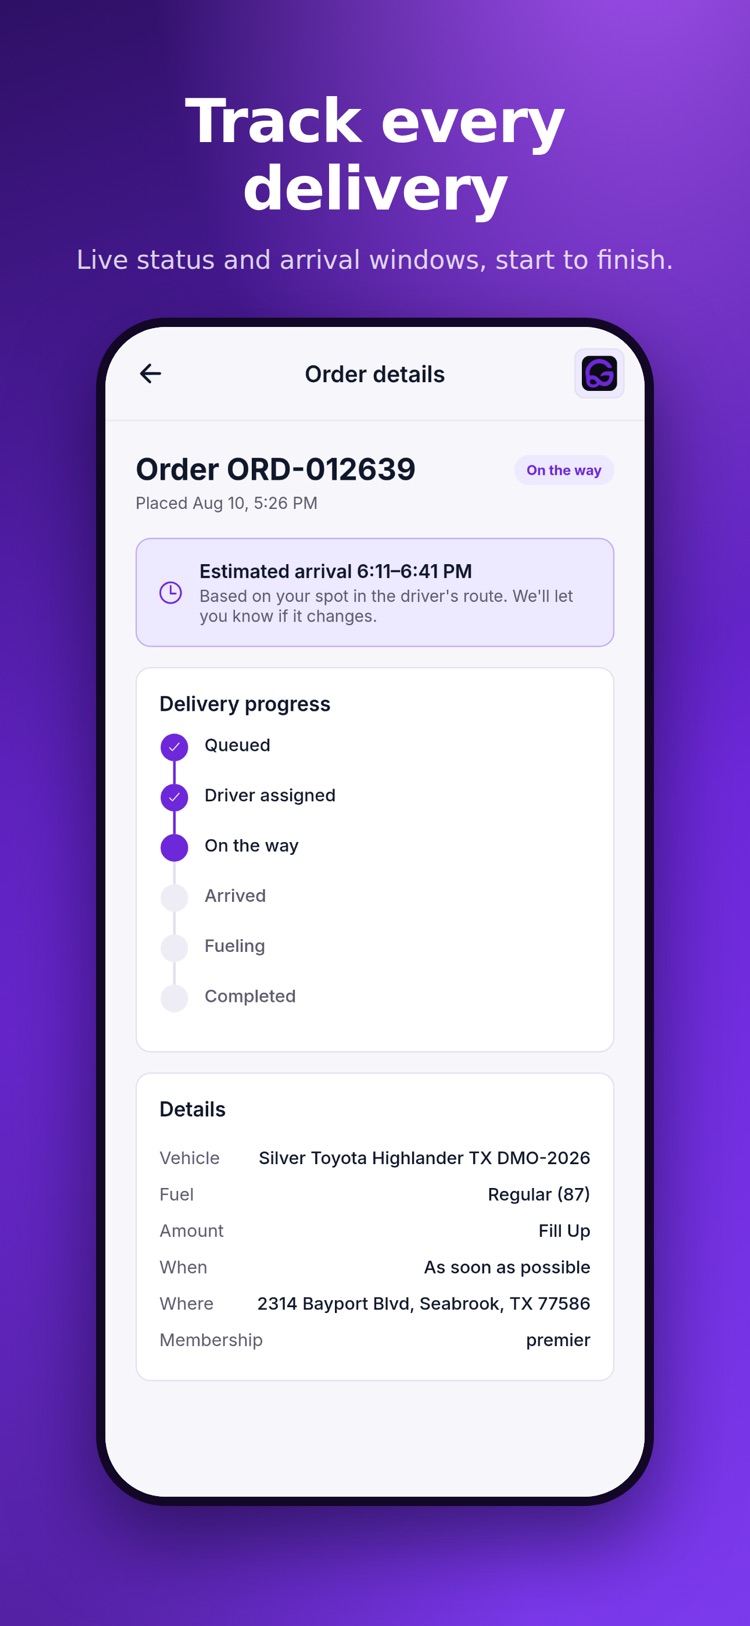 Track every
delivery
Live status and arrival windows, start to finish.
Order details
Order ORD-012639
On the way
Placed Aug 10, 5:26 PM
Estimated arrival 6:11–6:41 PM
Based on your spot in the driver's route. We'll let
you know if it changes.
Delivery progress
Queued
Driver assigned
On the way
Arrived
Fueling
Completed
Details
Vehicle Silver Toyota Highlander TX DMO-2026
Fuel Regular (87)
Amount Fill Up
When As soon as possible
Where 2314 Bayport Blvd, Seabrook, TX 77586
Membership premier